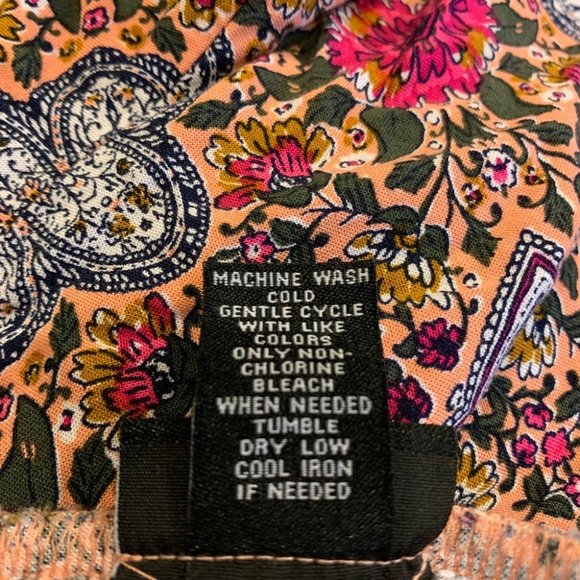 MACHINE WASH
COLD
GENTLE CYCLE
WITH LIKE
COLORS
ONLY NON-
CHLORINE
BLEACH
WHEN NEEDED
TUMBLE
DRY LOW
COOL IRON
IF NEEDED